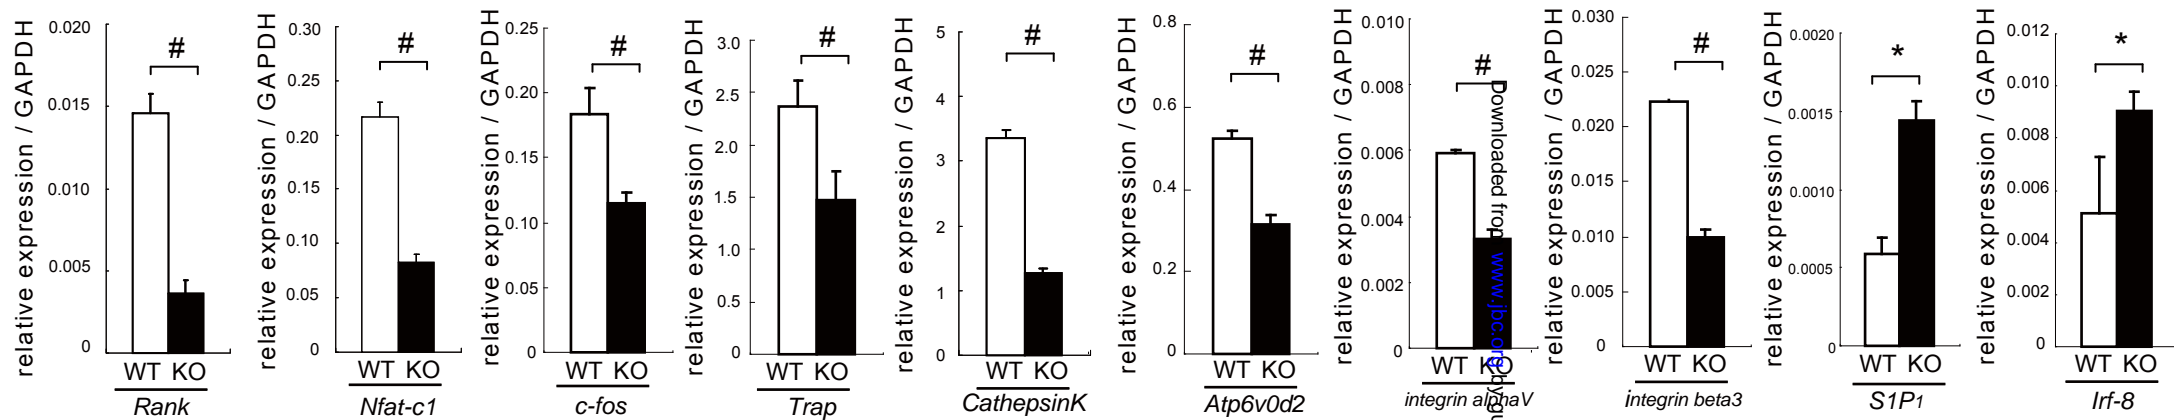 relative expression / GAPDH
0.020
0.015
0.010
0.005
0
#
WT KO
Rank
relative expression / GAPDH
0.30
0.25
0.20
0.15
0.10
0.05
0
#
WT KO
Nfat-c1
relative expression / GAPDH
0.25
0.20
0.15
0.10
0.05
0
#
WT KO
c-fos
relative expression / GAPDH
3.0
2.5
2.0
1.5
1.0
0.5
0
#
WT KO
Trap
relative expression / GAPDH
5
4
3
2
1
0
#
WT KO
CathepsinK
relative expression / GAPDH
0.8
0.6
0.4
0.2
0
#
WT KO
Atp6v0d2
relative expression / GAPDH
0.010
0.008
0.006
0.004
0.002
0
#
WT KO
integrin alphaV
Downloaded from www.jbc.org by gu
relative expression / GAPDH
0.030
0.025
0.020
0.015
0.010
0.005
0
#
WT KO
integrin beta3
relative expression / GAPDH
0.0020
0.0015
0.0010
0.0005
0
*
WT KO
S1P1
relative expression / GAPDH
0.012
0.010
0.008
0.006
0.004
0.002
0
*
WT KO
Irf-8